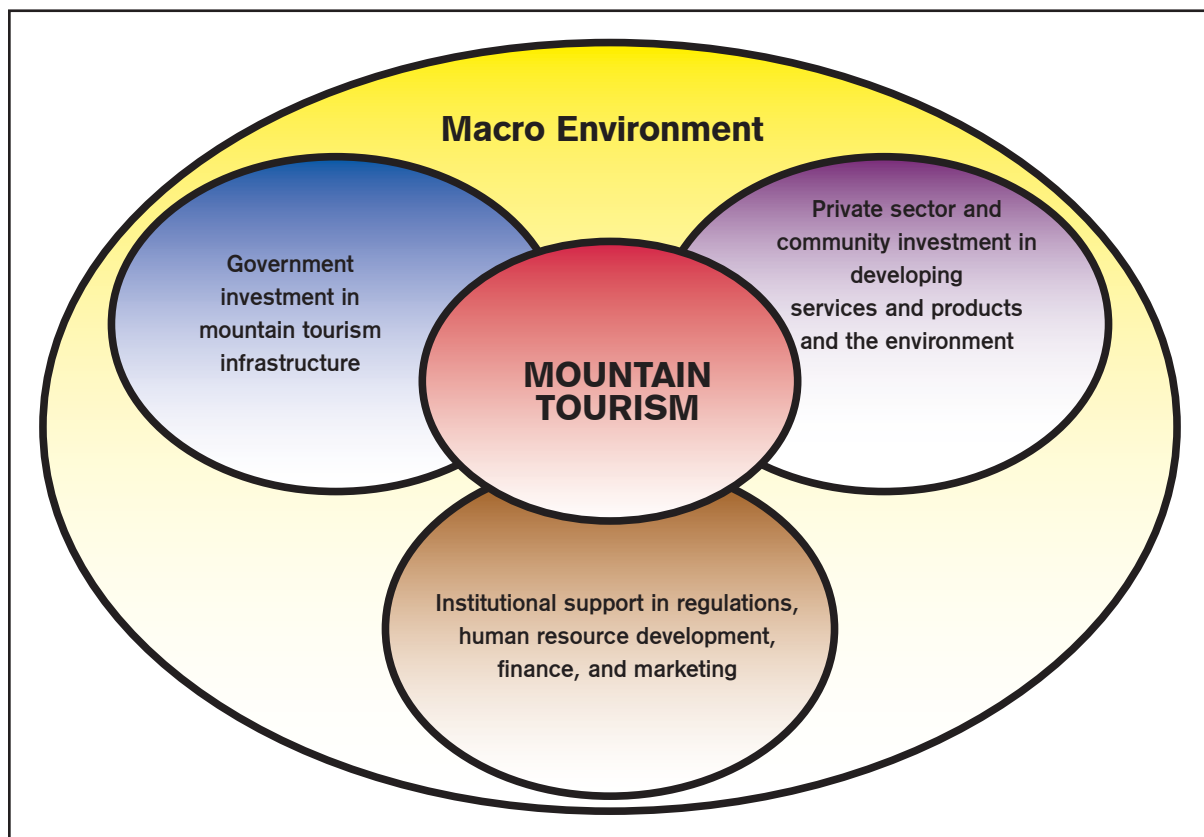 Macro Environment
Government
investment in
mountain tourism
infrastructure
Private sector and
community investment in
developing
services and products
and the environment
MOUNTAIN
TOURISM
Institutional support in regulations,
human resource development,
finance, and marketing